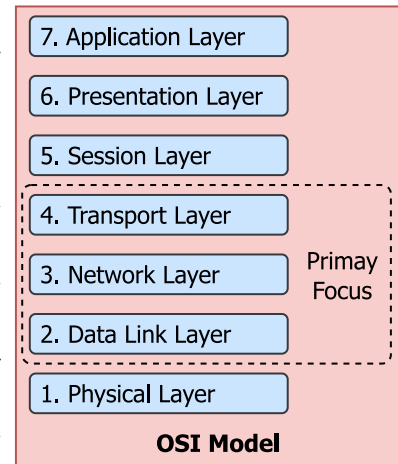 7. Application Layer
6. Presentation Layer
5. Session Layer
4. Transport Layer
3. Network Layer
Primay
Focus
2. Data Link Layer
1. Physical Layer
OSI Model